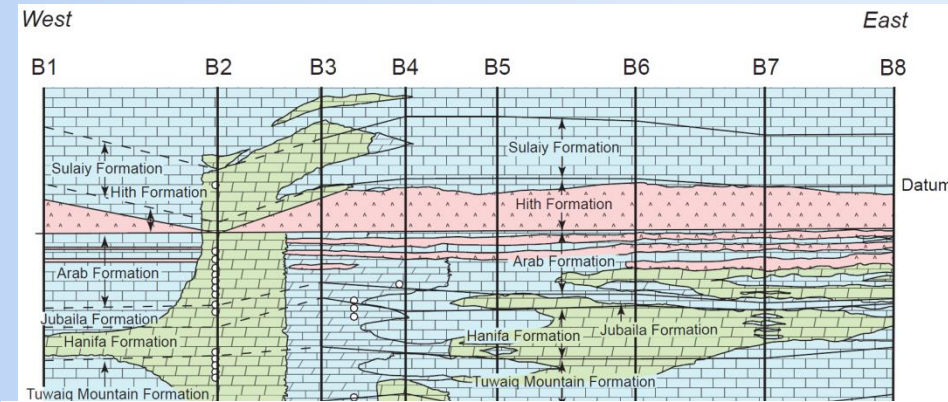 West
East
B1 B2 B3 B4 B5 B6 B7 B8
Sulaiy Formation
Sulaiy Formation
Hith Formation
Datum
Hith Formation
Arab Formation
Arab Formation
Jubaila Formation
Jubaila Formation
Hanifa Formation
Hanifa Formation
Tuwaiq Mountain Formation
Tuwaiq Mountain Formation